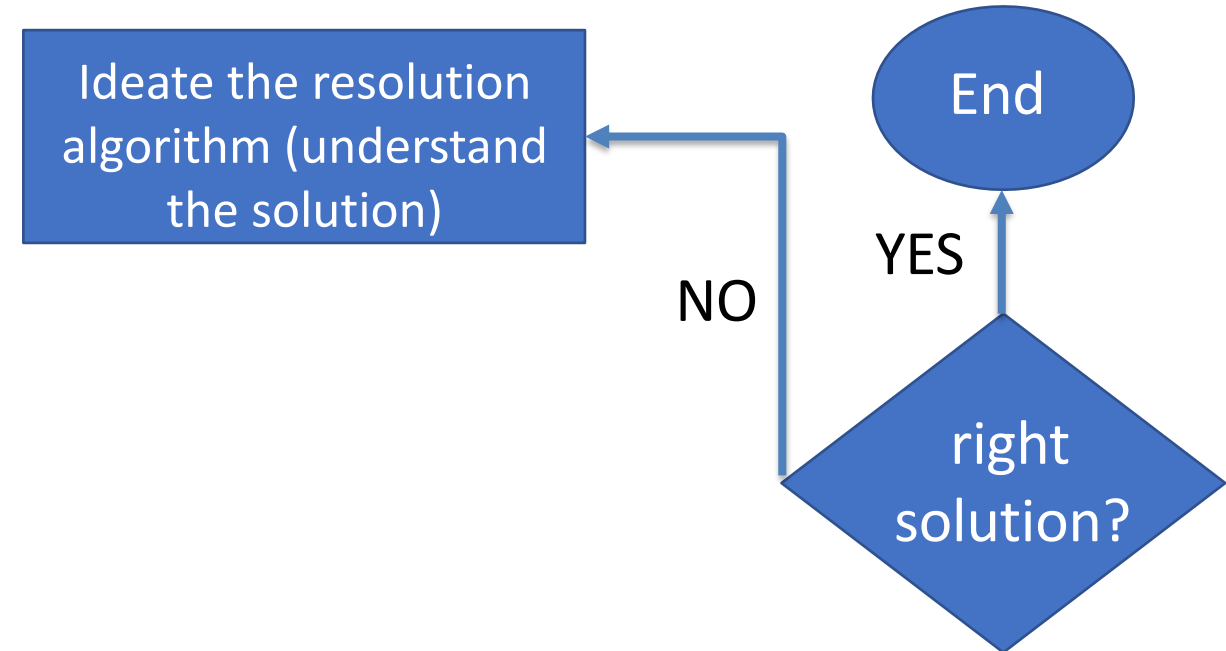 Ideate the resolution
algorithm (understand
the solution)
End
YES
NO
right
solution?